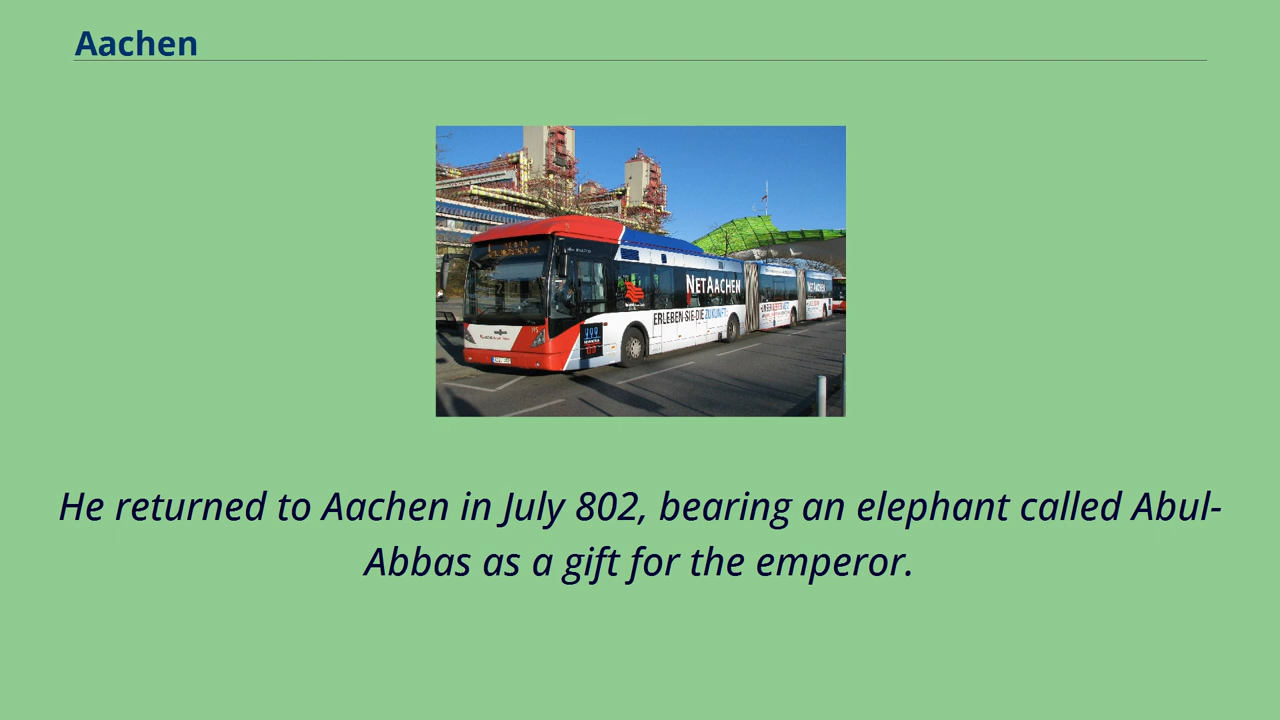 Aachen
NETAACHEN
ERLEBEN·SIE·DIE ZUKUNFT:
NETAACHEN
He returned to Aachen in July 802, bearing an elephant called Abul-
Abbas as a gift for the emperor.